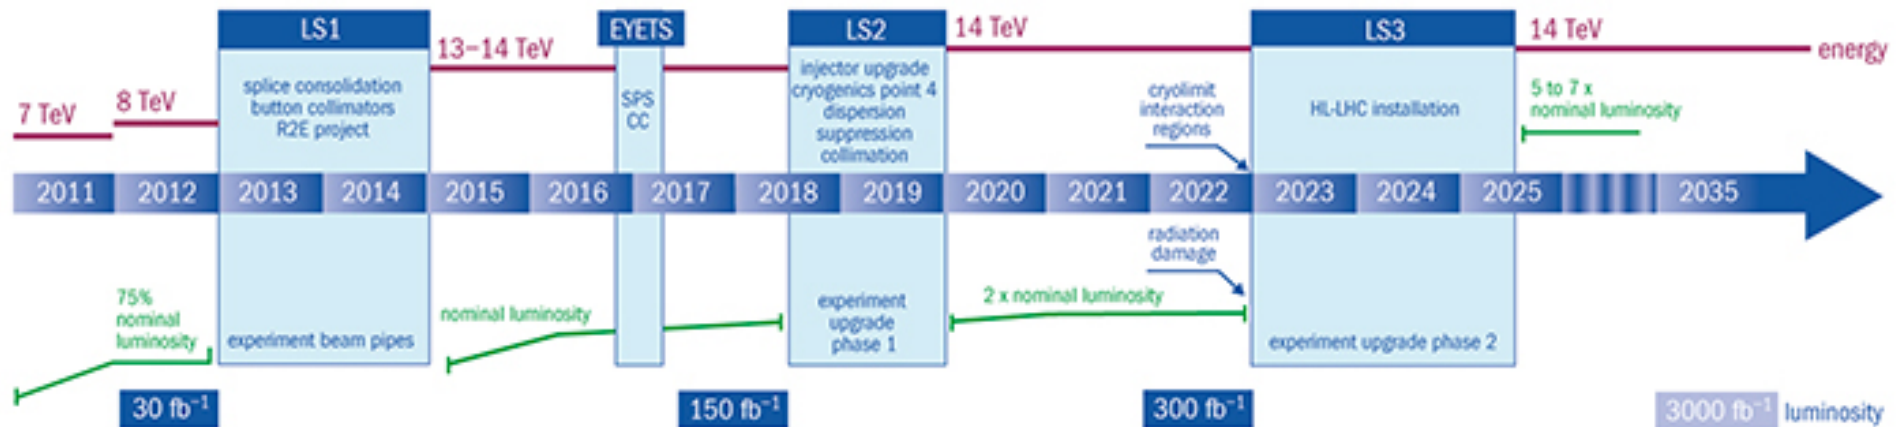 LS1
EYETS
LS2
14 TeV
LS3
14 TeV
energy
13–14 TeV
7 TeV
8 TeV
splice consolidation
button collimators
R2E project
SPS
CC
injector upgrade
cryogenics point 4
dispersion
suppression
collimation
cryolimit
interaction
regions
HL-LHC installation
5 to 7 x
nominal luminosity
2011
2012
2013
2014
2015
2016
2017
2018
2019
2020
2021
2022
2023
2024
2025
2035
radiation
damage
75%
nominal
luminosity
experiment beam pipes
nominal luminosity
experiment
upgrade
phase 1
2 x nominal luminosity
experiment upgrade phase 2
30 fb⁻¹
150 fb⁻¹
300 fb⁻¹
3000 fb⁻¹
luminosity